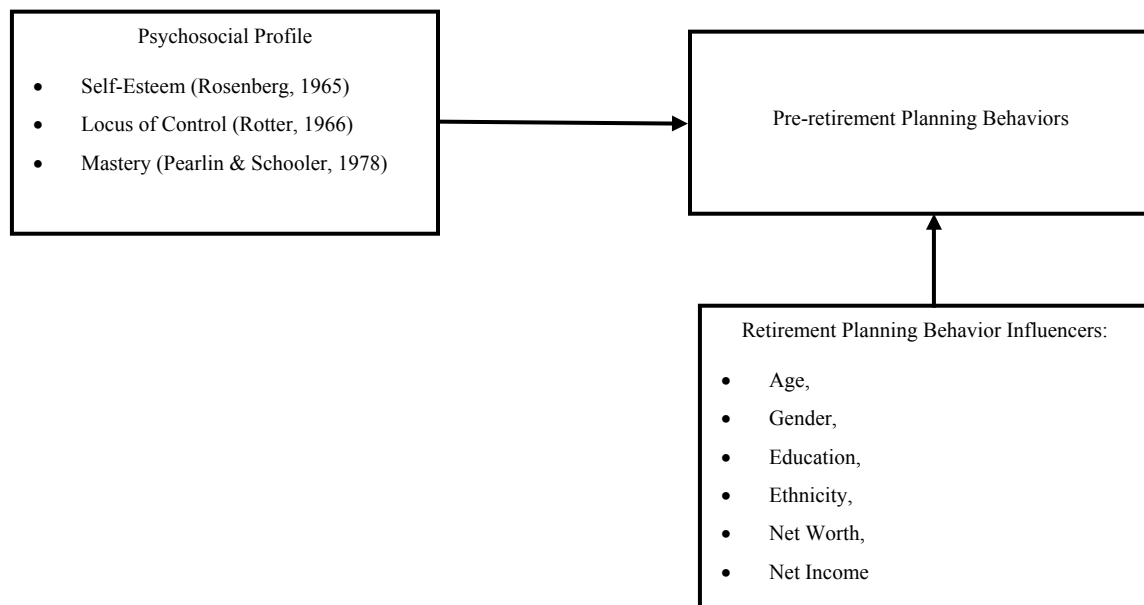 Psychosocial Profile
• Self-Esteem (Rosenberg, 1965)
• Locus of Control (Rotter, 1966)
• Mastery (Pearlin & Schooler, 1978)
Pre-retirement Planning Behaviors
Retirement Planning Behavior Influencers:
• Age,
• Gender,
• Education,
• Ethnicity,
• Net Worth,
• Net Income